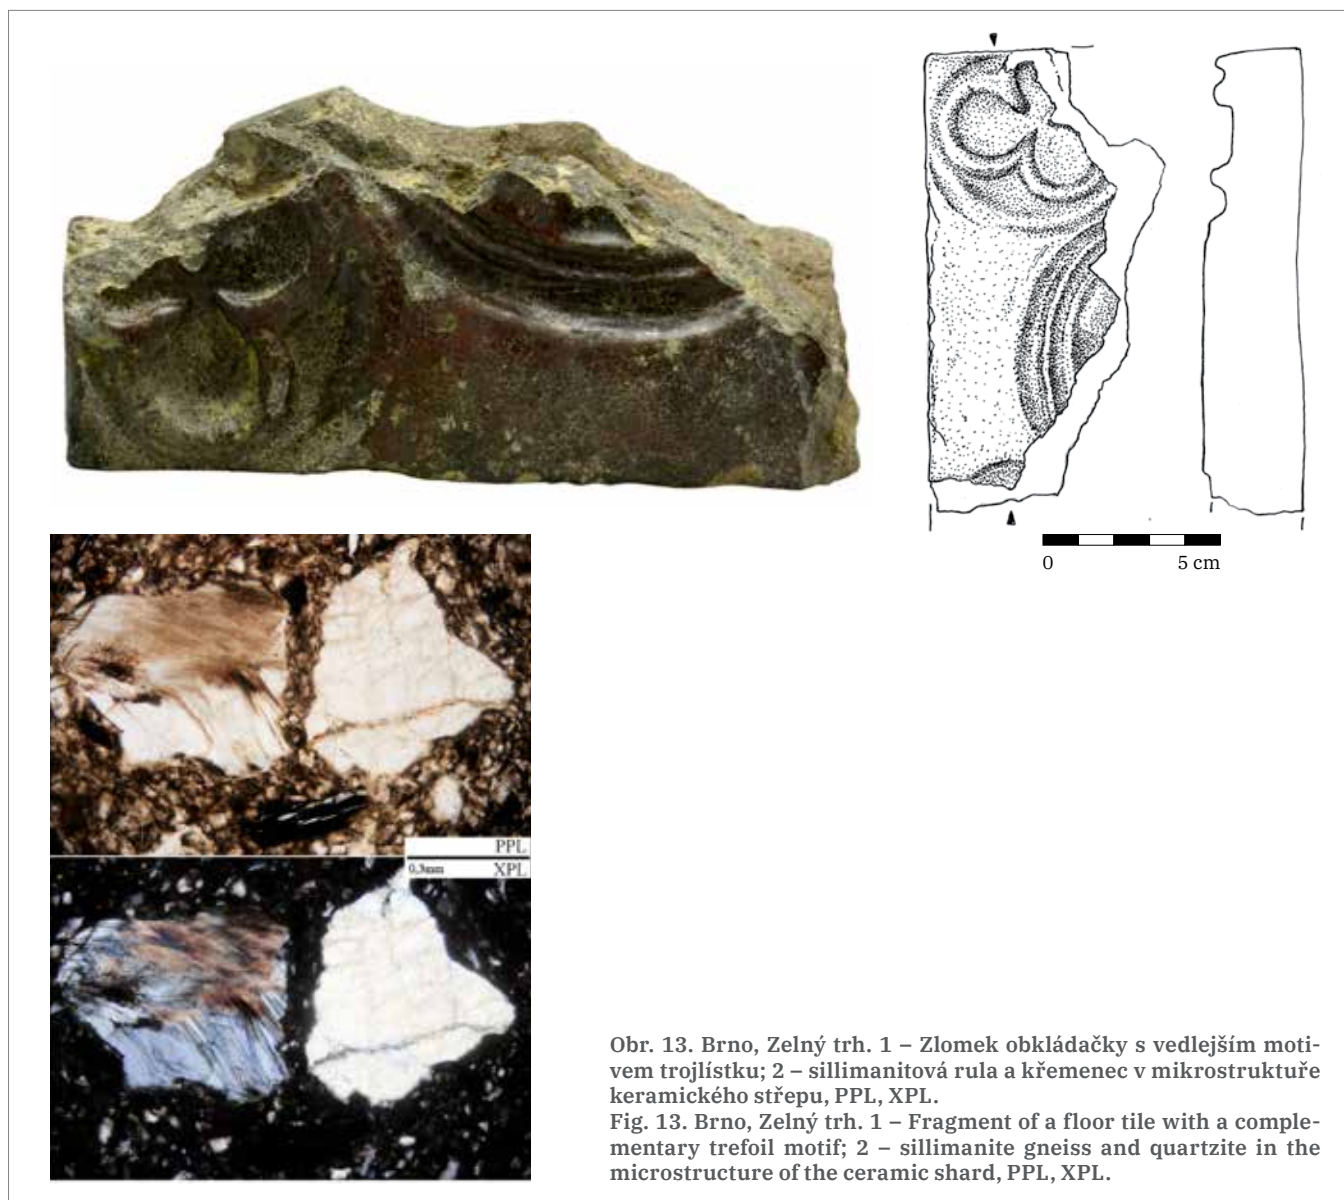 0 5 cm
PPL
0,3mm XPL
Obr. 13. Brno, Zelný trh. 1 – Zlomek obkládačky s vedlejším moti-
vem trojlístku; 2 – sillimanitová rula a křemenec v mikrostruktuře
keramického střepu, PPL, XPL.
Fig. 13. Brno, Zelný trh. 1 – Fragment of a floor tile with a comple-
mentary trefoil motif; 2 – sillimanite gneiss and quartzite in the
microstructure of the ceramic shard, PPL, XPL.